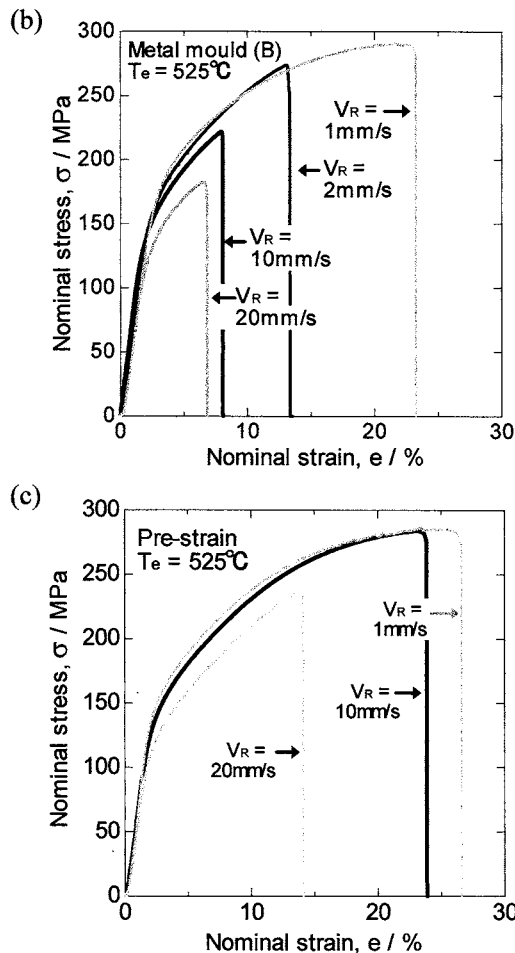 (b)
300
Metal mould (B)
Te = 525℃
250
200
150
100
50
0
Nominal stress, σ / MPa
VR =
1mm/s
VR =
2mm/s
VR =
10mm/s
VR =
20mm/s
0 10 20 30
Nominal strain, e / %
(c)
300
Pre-strain
Te = 525℃
250
200
150
100
50
0
Nominal stress, σ / MPa
VR =
1mm/s
VR =
10mm/s
VR =
20mm/s
0 10 20 30
Nominal strain, e / %